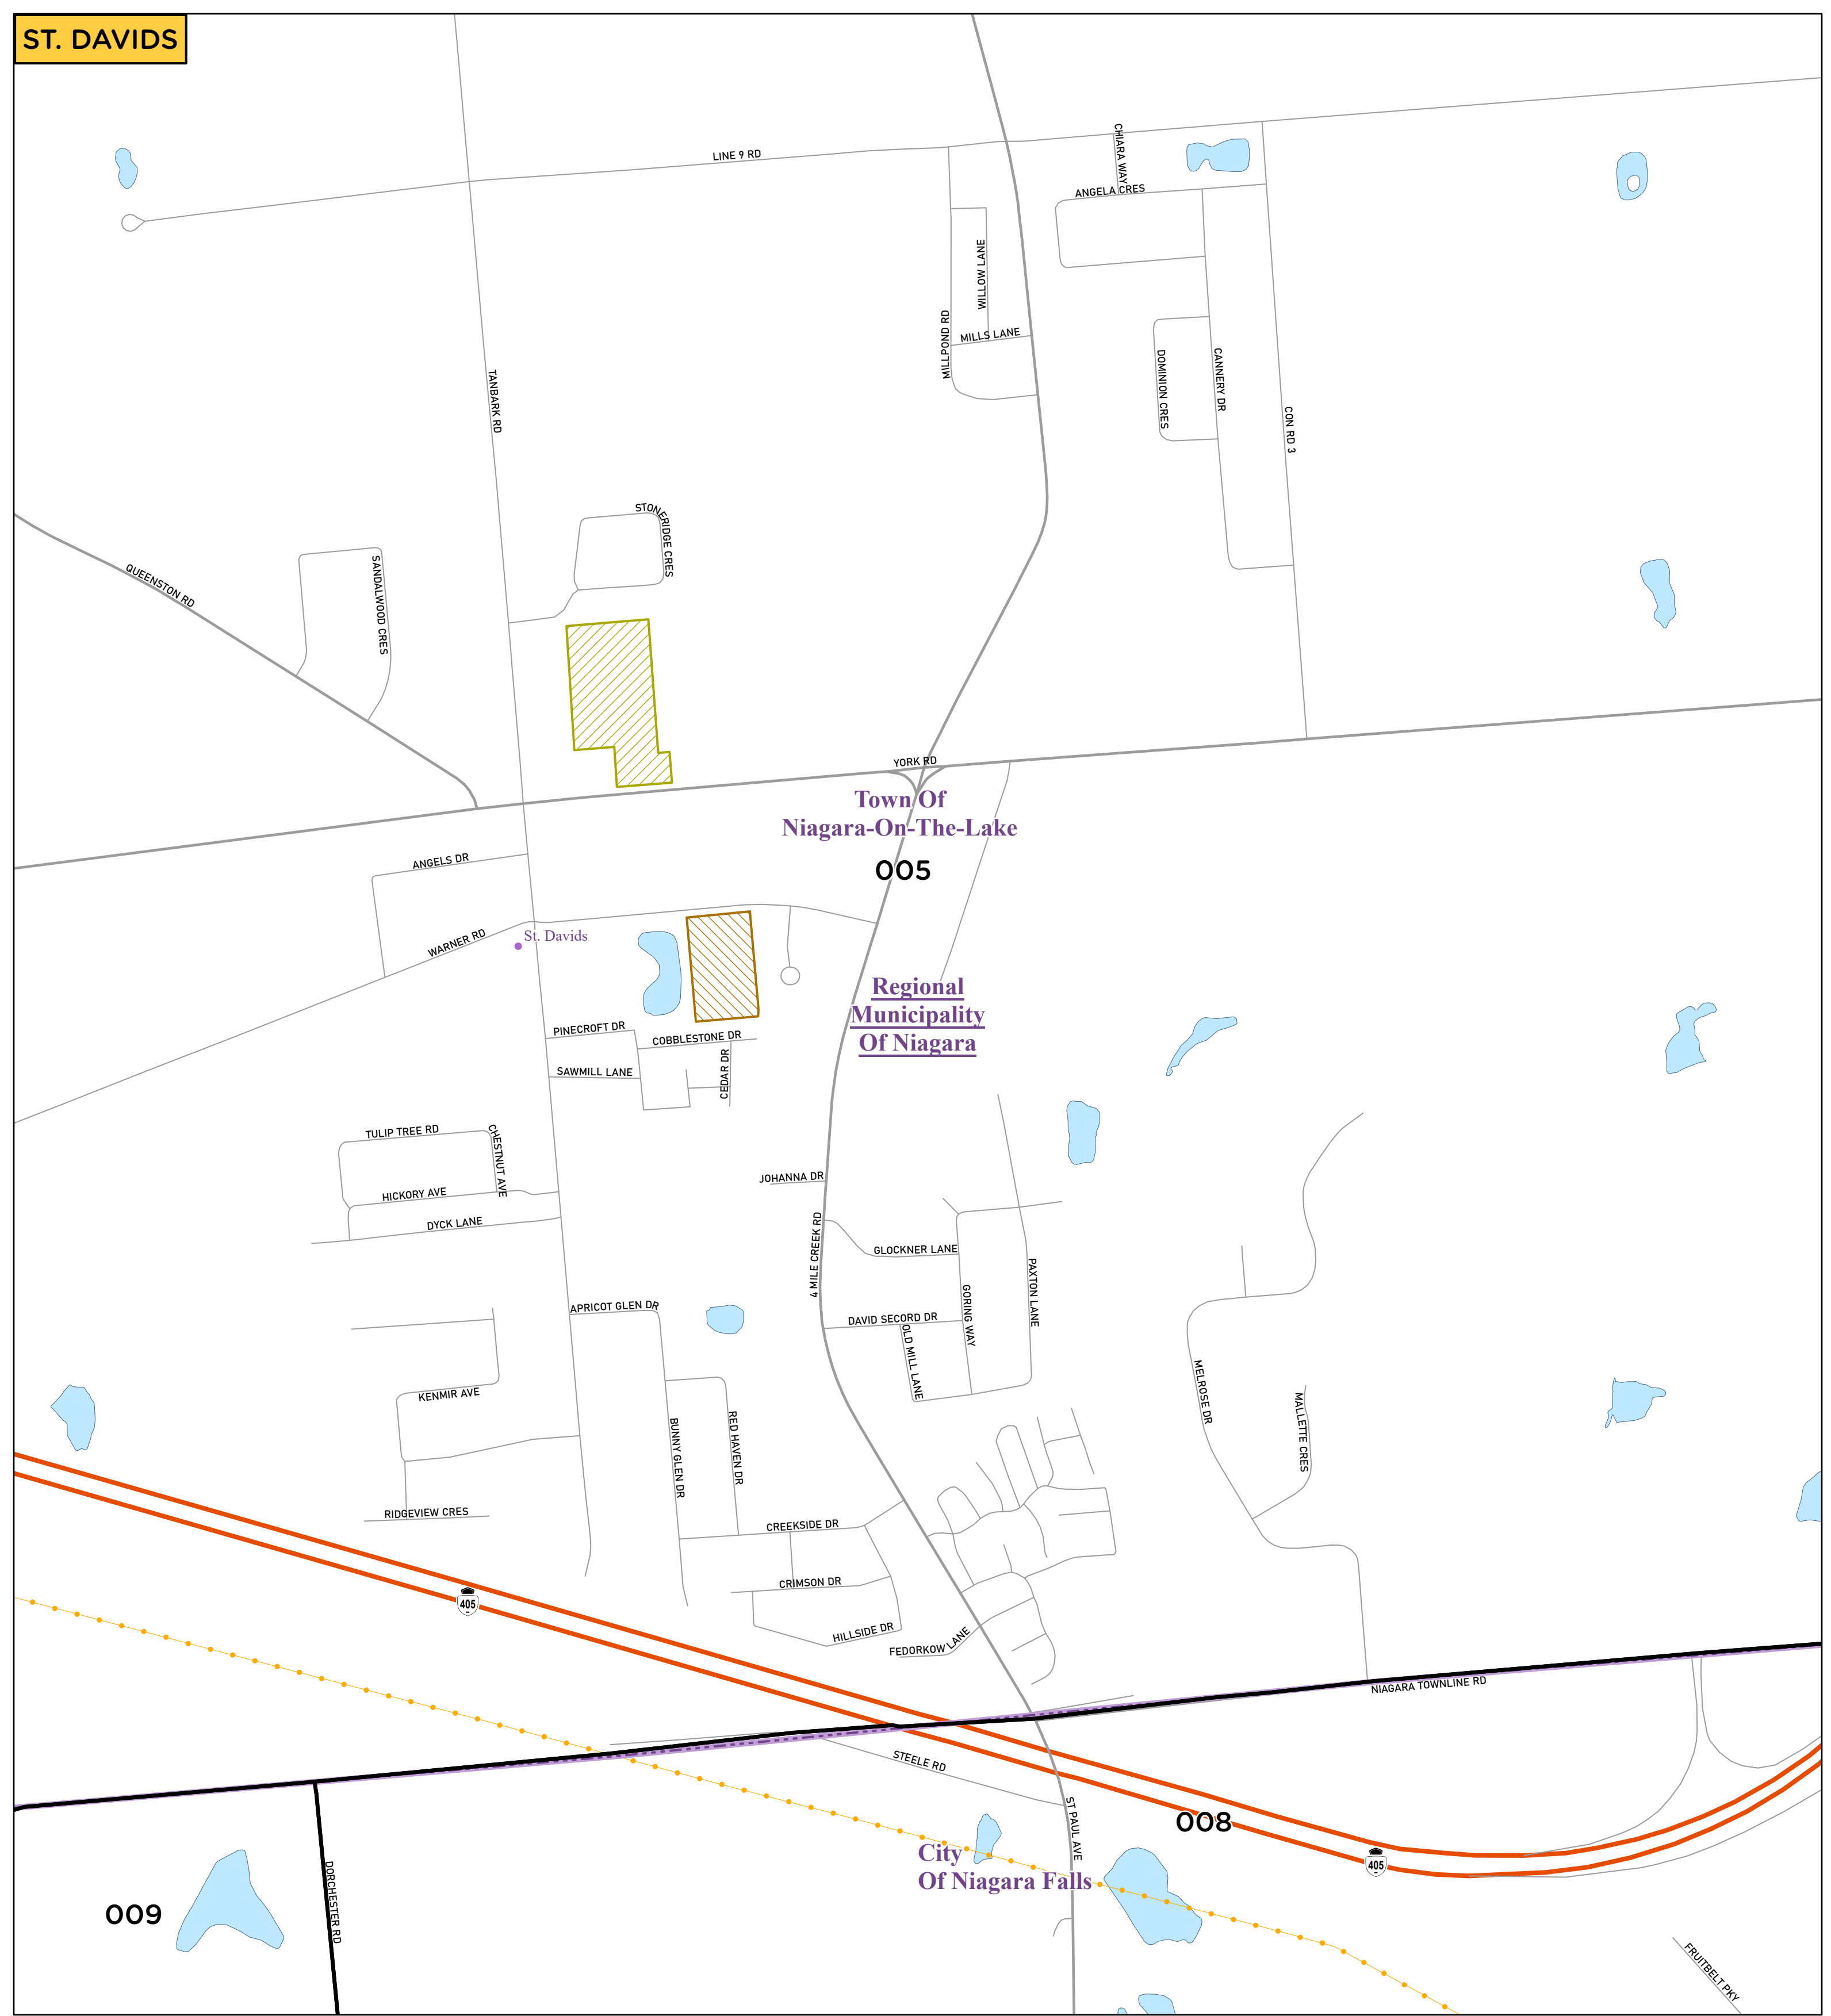 ST. DAVIDS
LINE 9 RD
CHIARA WAY
ANGELA CRES
WILLOW LANE
MILLPOND RD
MILLS LANE
DOMINION CRES
CANNERY DR
CON RD 3
TANBARK RD
STONERIDGE CRES
SANDALWOOD CRES
QUEENSTON RD
YORK RD
Town Of
Niagara-On-The-Lake
005
ANGELS DR
WARNER RD
St. Davids
Regional
Municipality
Of Niagara
PINECROFT DR
COBBLESTONE DR
SAWMILL LANE
CEDAR DR
TULIP TREE RD
CHESTNUT AVE
HICKORY AVE
DYCK LANE
JOHANNA DR
4 MILE CREEK RD
GLOCKNER LANE
GORING WAY
PAXTON LANE
DAVID SECORD DR
OLD MILL LANE
APRICOT GLEN DR
KENMIR AVE
BUNNY GLEN DR
RED HAVEN DR
MELROSE DR
MALLETTE CRES
RIDGEVIEW CRES
CREEKSIDE DR
CRIMSON DR
HILLSIDE DR
FEDORKOW LANE
405
NIAGARA TOWNLINE RD
STEELE RD
ST PAUL AVE
008
405
City
Of Niagara Falls
009
DORCHESTER RD
FRUITBELT PKY